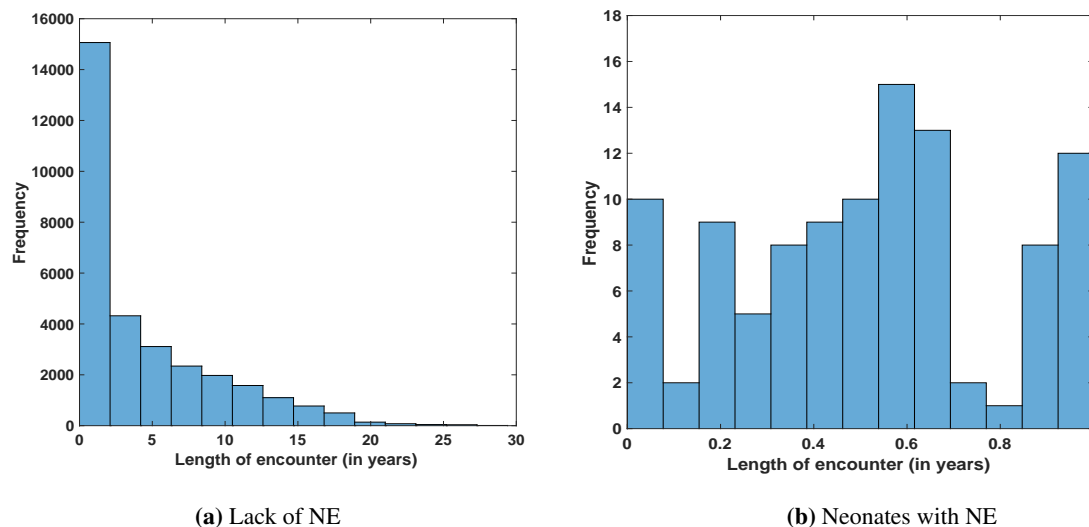 16000
14000
12000
10000
8000
6000
4000
2000
0
Frequency
0 5 10 15 20 25 30
Length of encounter (in years)
(a) Lack of NE
18
16
14
12
10
8
6
4
2
0
Frequency
0 0.2 0.4 0.6 0.8
Length of encounter (in years)
(b) Neonates with NE